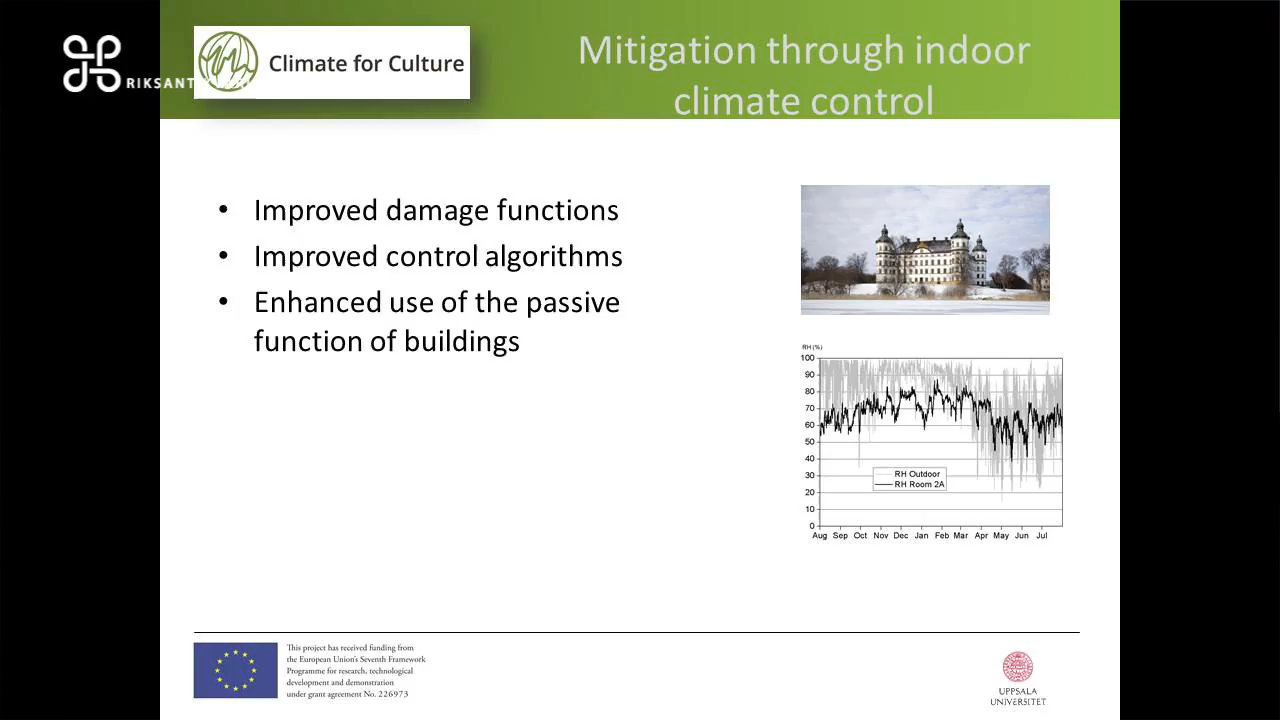 RIKSANT
Climate for Culture
Mitigation through indoor
climate control
• Improved damage functions
• Improved control algorithms
• Enhanced use of the passive
function of buildings
RH (%)
100
90
80
70
60
50
40
30
20
10
0
RH Outdoor
RH Room 2A
Aug Sep Oct Nov Dec Jan Feb Mar Apr May Jun Jul
This project has received funding from
the European Union's Seventh Framework
Programme for research, technological
development and demonstration
under grant agreement No. 226973
UPPSALA
UNIVERSITET